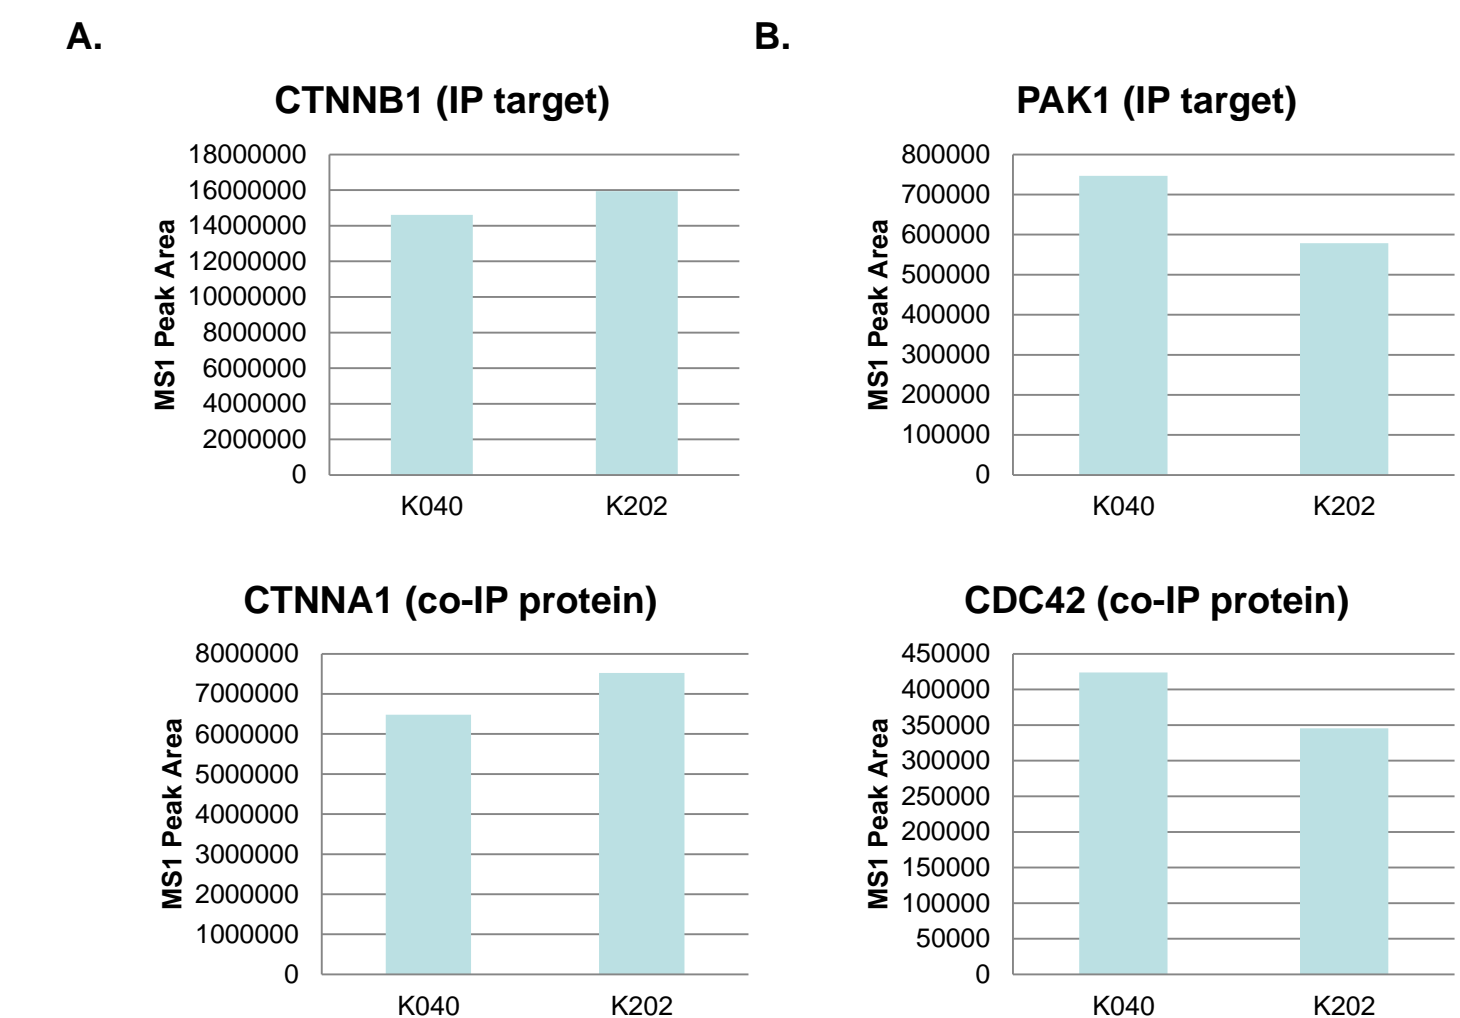 A.
CTNNB1 (IP target)
MS1 Peak Area
18000000
16000000
14000000
12000000
10000000
8000000
6000000
4000000
2000000
0
K040 K202
B.
PAK1 (IP target)
MS1 Peak Area
800000
700000
600000
500000
400000
300000
200000
100000
0
K040 K202
CTNNA1 (co-IP protein)
MS1 Peak Area
8000000
7000000
6000000
5000000
4000000
3000000
2000000
1000000
0
K040 K202
CDC42 (co-IP protein)
MS1 Peak Area
450000
400000
350000
300000
250000
200000
150000
100000
50000
0
K040 K202